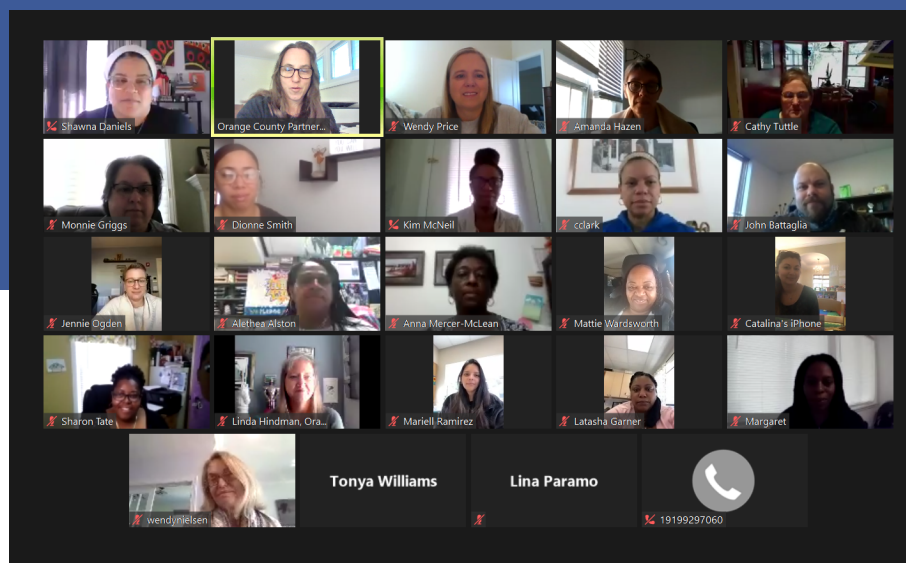 Shawna Daniels
Orange County Partner...
Wendy Price
Amanda Hazen
Cathy Tuttle
Monnie Griggs
Dionne Smith
Kim McNeil
cclark
John Battaglia
Jennie Ogden
Alethea Alston
Anna Mercer-McLean
Mattie Wardsworth
Catalina's iPhone
Sharon Tate
Linda Hindman, Ora...
Mariell Ramirez
Latasha Garner
Margaret
wendynielsen
Tonya Williams
Lina Paramo
19199297060